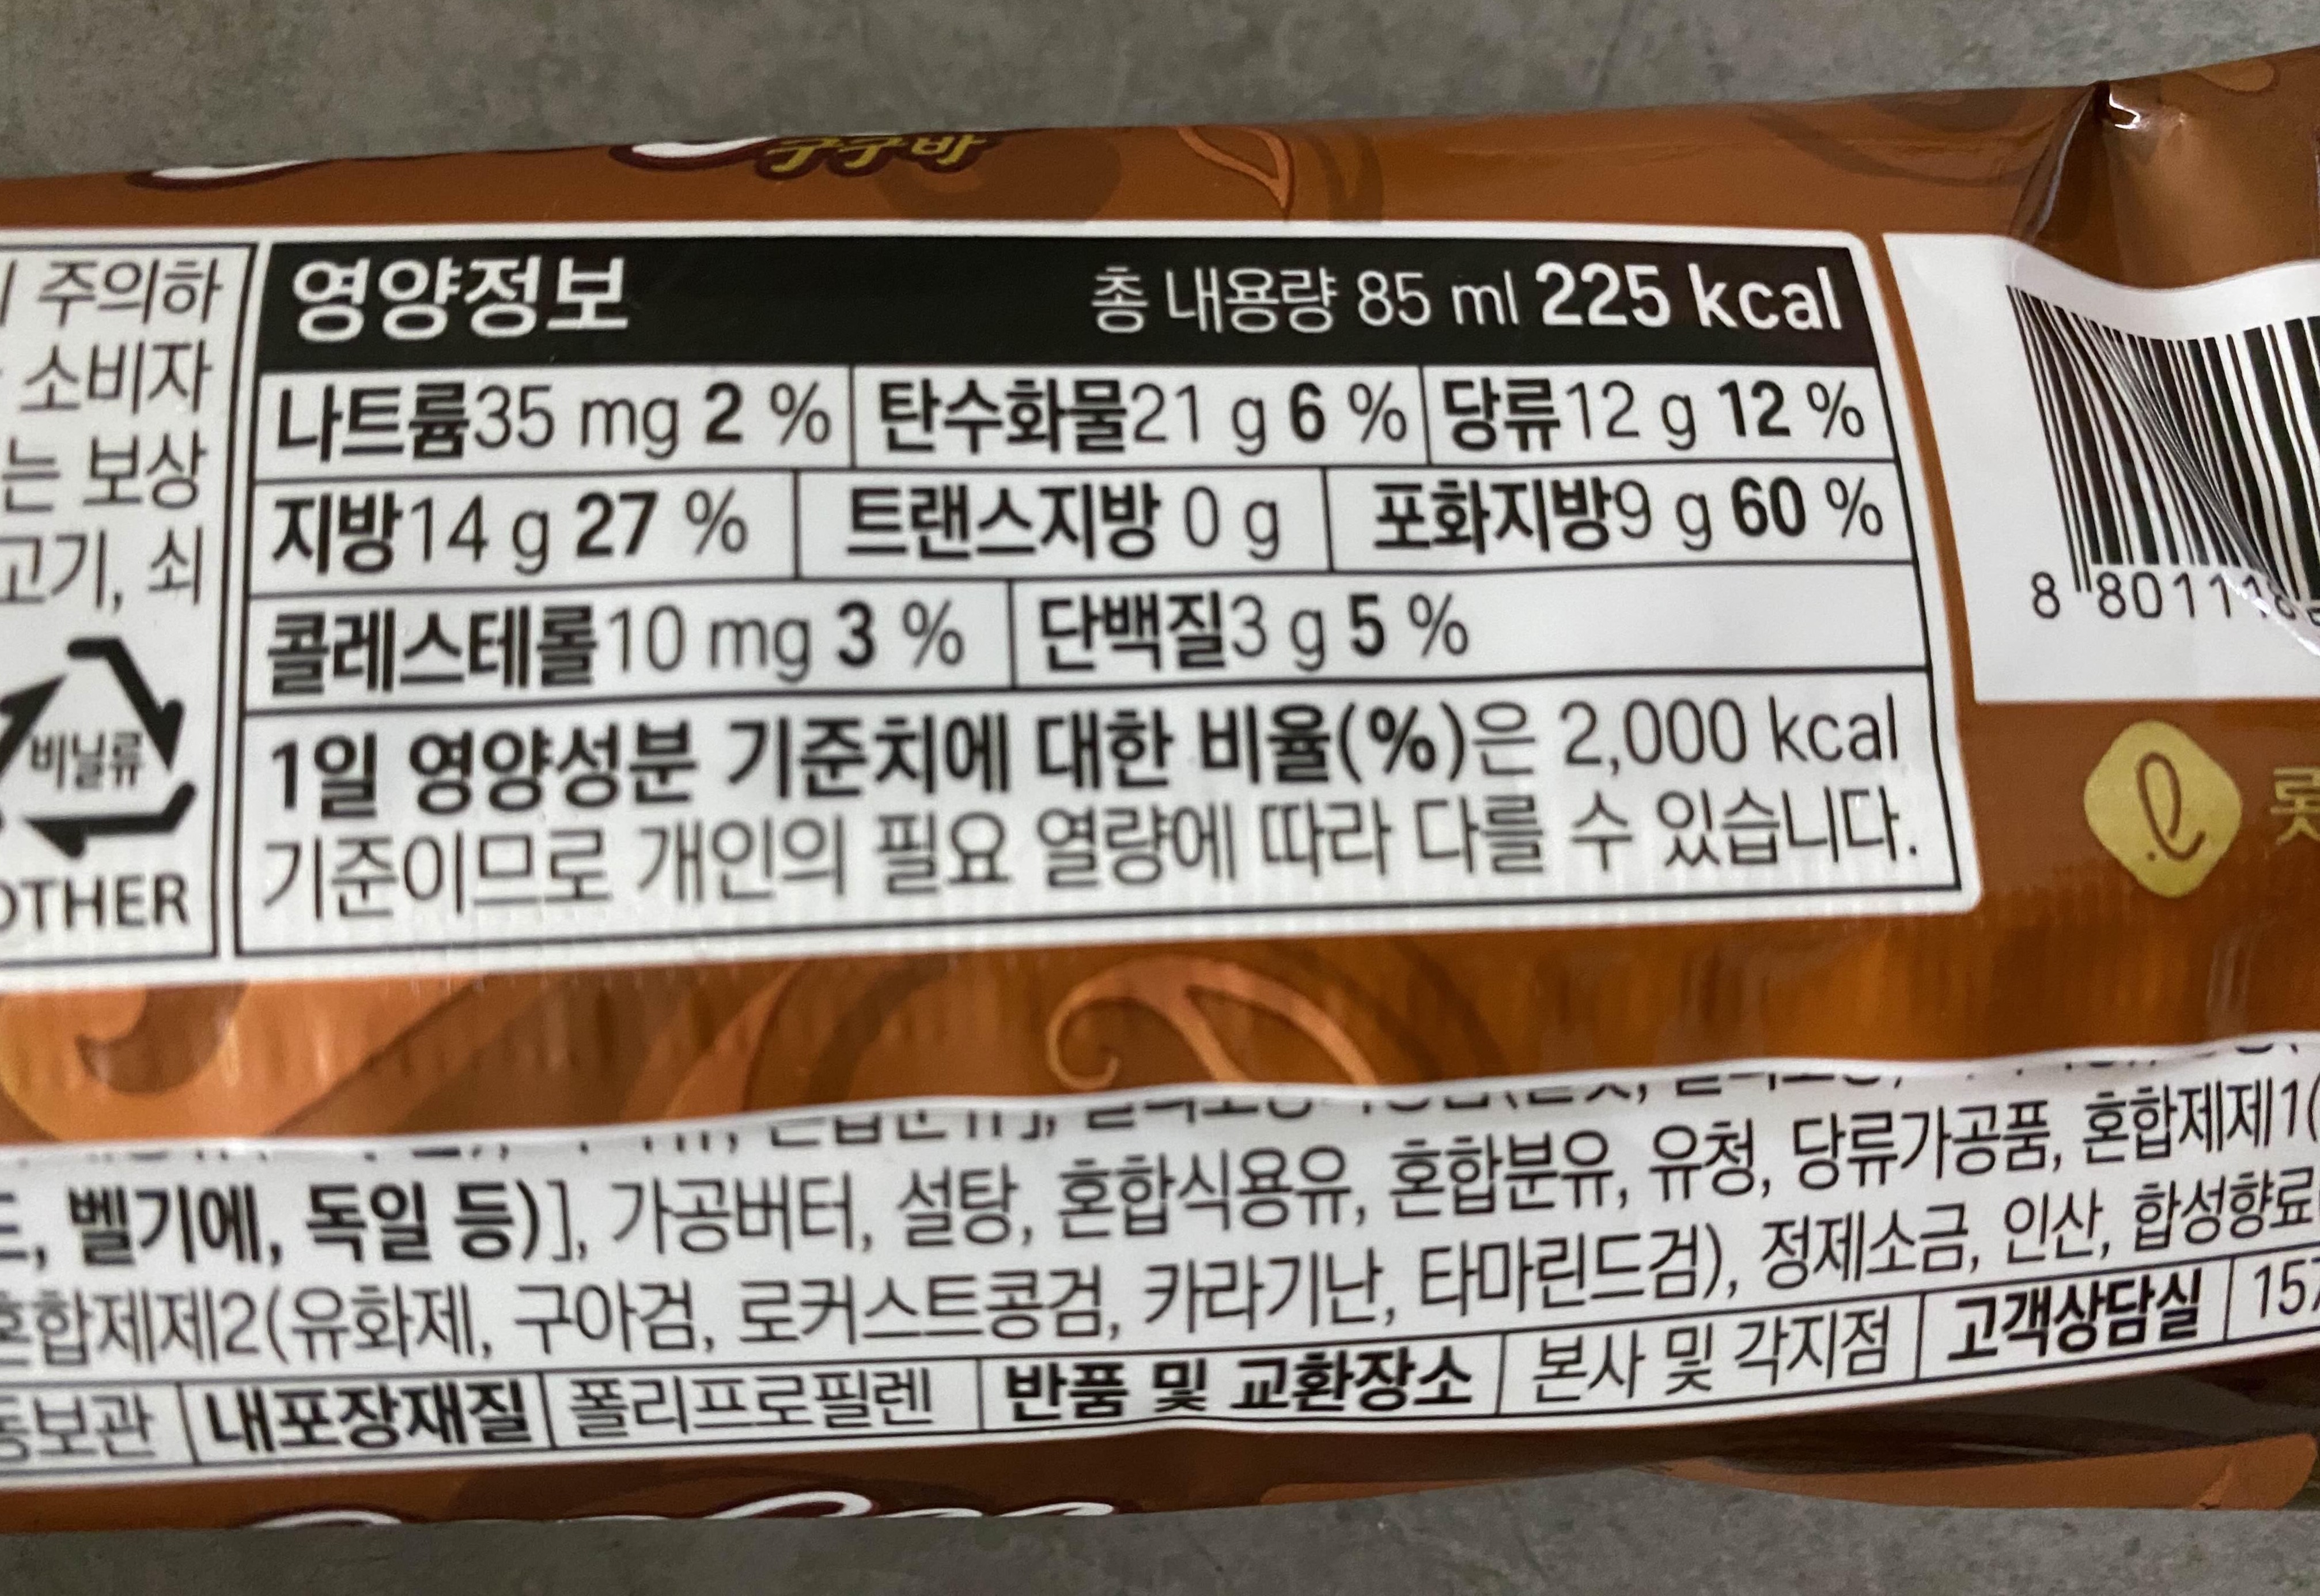 구구바
주의하
소비자
는 보상
고기, 쇠
비닐류
OTHER
영양정보 총 내용량 85 ml 225 kcal
나트륨35 mg 2 % 탄수화물21 g 6 % 당류12 g 12 %
지방14 g 27 % 트랜스지방 0 g 포화지방9 g 60 %
콜레스테롤10 mg 3 % 단백질3 g 5 %
1일 영양성분 기준치에 대한 비율(%)은 2,000 kcal
기준이므로 개인의 필요 열량에 따라 다를 수 있습니다.
8 801118
롯
, 벨기에, 독일 등)], 가공버터, 설탕, 혼합식용유, 혼합분유, 유청, 당류가공품, 혼합제제1(
혼합제제2(유화제, 구아검, 로커스트콩검, 카라기난, 타마린드검), 정제소금, 인산, 합성향료
동보관 내포장재질 폴리프로필렌 반품 및 교환장소 본사 및 각지점 고객상담실 157